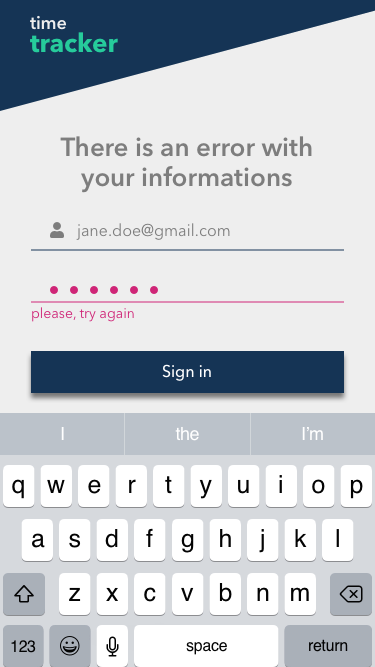 time
tracker
There is an error with
your informations
jane.doe@gmail.com
please, try again
Sign in
I the I'm
q w e r t y u i o p
a s d f g h j k l
z x c v b n m
123 space return